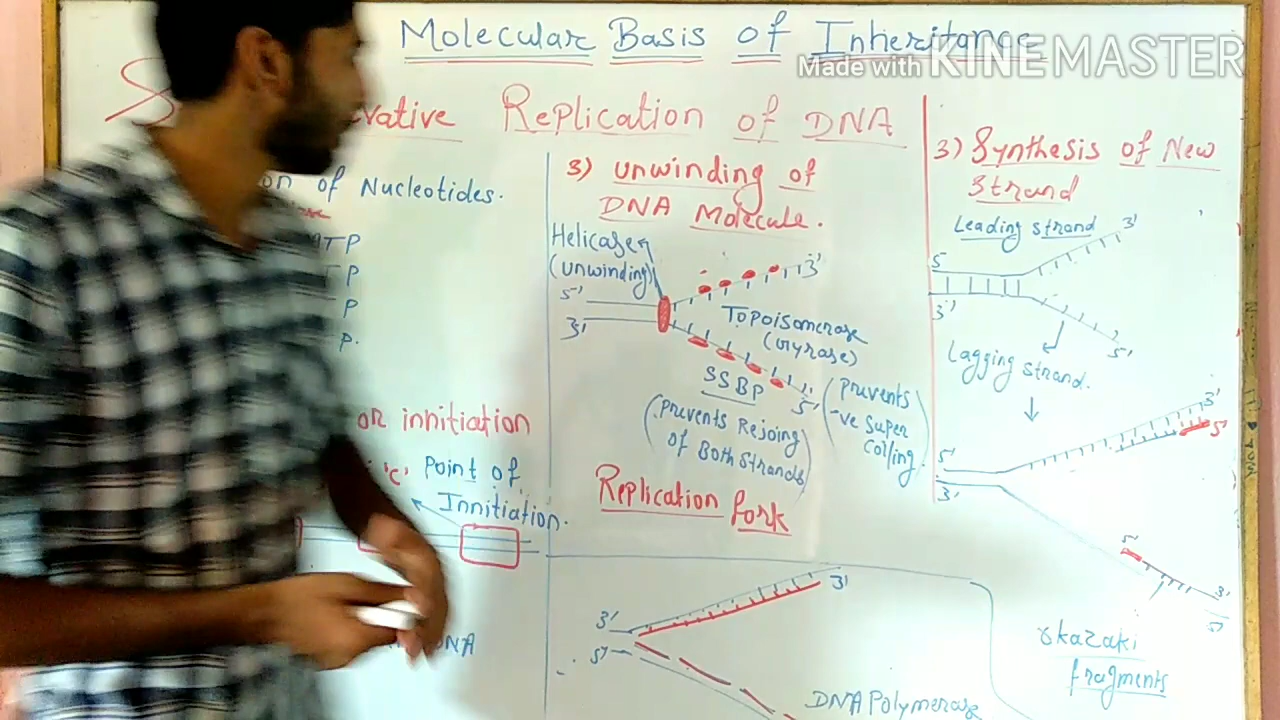 Molecular Basis of Inheritance
Made with KINEMASTER
Replication of DNA
of Nucleotides.
TP
TP
P
P.
or innitiation
'c' Point of
Innitiation.
DNA
3) Unwinding of
DNA Molecule.
Helicase
(unwinding)
5'
3'
3'
Topoisomerase
(Gyrase)
SSBP
5'
(Prevents Rejoing
of Both Strands)
(Prevents
-ve Super
Coiling)
Replication fork
3'
3'
5'
DNA Polymerase
3) Synthesis of New
Strand
Leading Strand
3'
5
3'
5'
Lagging Strand.
3'
5'
5'
3'
5'
3'
5'
Okazaki
fragments